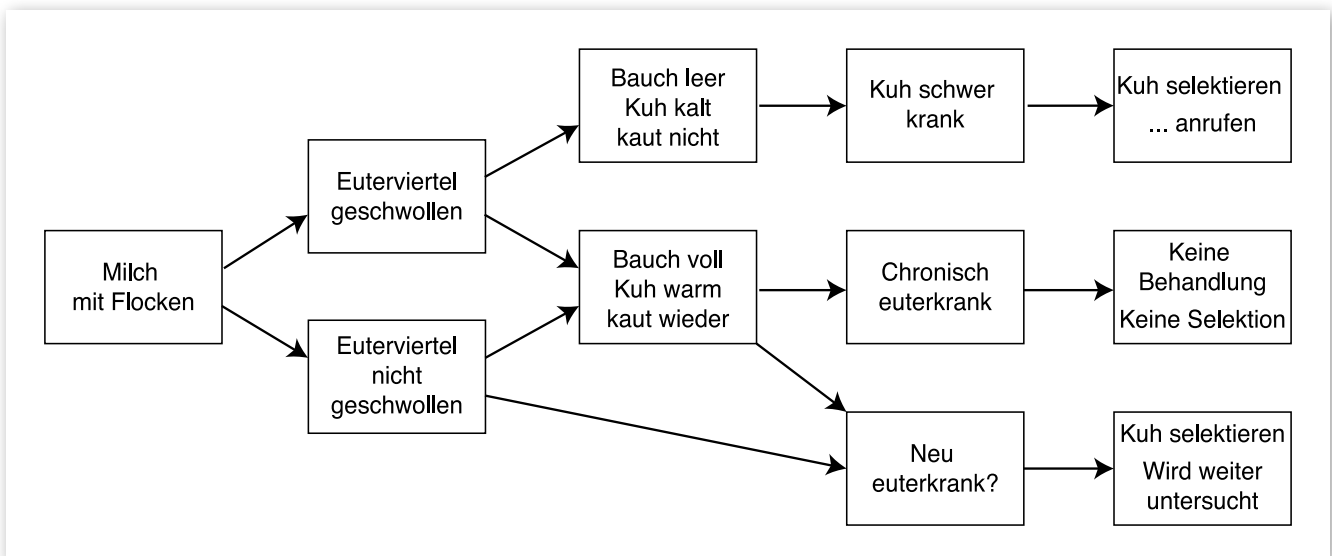 Milch
mit Flocken
Euterviertel
geschwollen
Euterviertel
nicht
geschwollen
Bauch leer
Kuh kalt
kaut nicht
Bauch voll
Kuh warm
kaut wieder
Kuh schwer
krank
Chronisch
euterkrank
Neu
euterkrank?
Kuh selektieren
... anrufen
Keine
Behandlung
Keine Selektion
Kuh selektieren
Wird weiter
untersucht